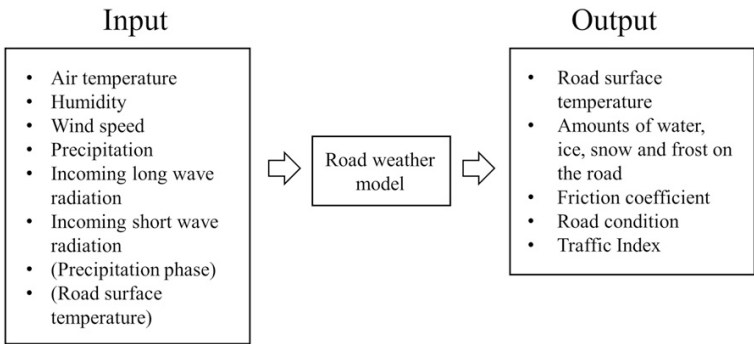 Input
• Air temperature
• Humidity
• Wind speed
• Precipitation
• Incoming long wave
radiation
• Incoming short wave
radiation
• (Precipitation phase)
• (Road surface
temperature)
Road weather
model
Output
• Road surface
temperature
• Amounts of water,
ice, snow and frost on
the road
• Friction coefficient
• Road condition
• Traffic Index